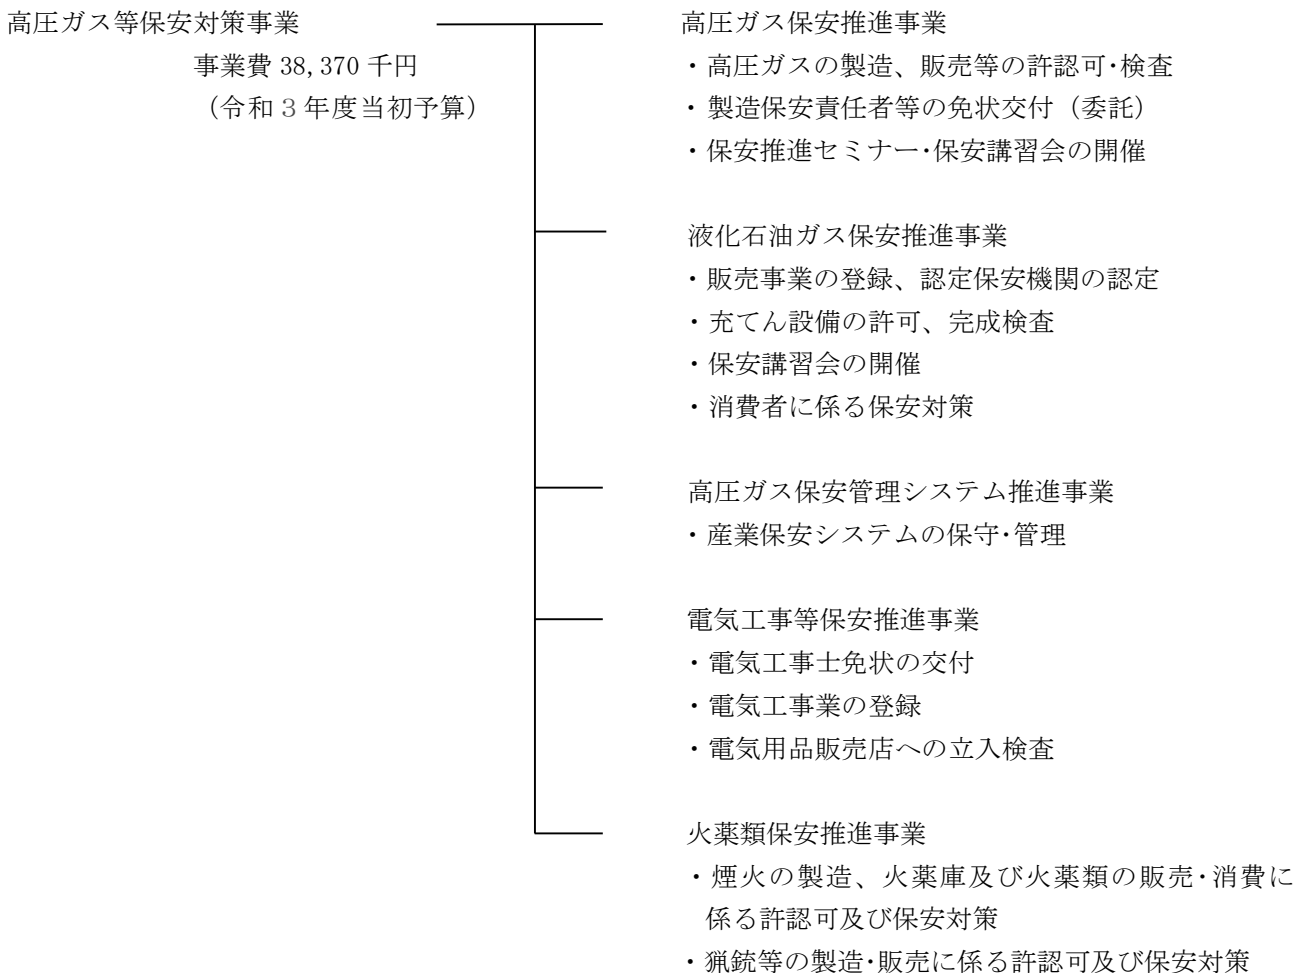 高圧ガス等保安対策事業
事業費 38,370 千円
（令和３年度当初予算）
高圧ガス保安推進事業
・高圧ガスの製造、販売等の許認可･検査
・製造保安責任者等の免状交付（委託）
・保安推進セミナー･保安講習会の開催
液化石油ガス保安推進事業
・販売事業の登録、認定保安機関の認定
・充てん設備の許可、完成検査
・保安講習会の開催
・消費者に係る保安対策
高圧ガス保安管理システム推進事業
・産業保安システムの保守･管理
電気工事等保安推進事業
・電気工事士免状の交付
・電気工事業の登録
・電気用品販売店への立入検査
火薬類保安推進事業
・煙火の製造、火薬庫及び火薬類の販売･消費に
係る許認可及び保安対策
・猟銃等の製造･販売に係る許認可及び保安対策